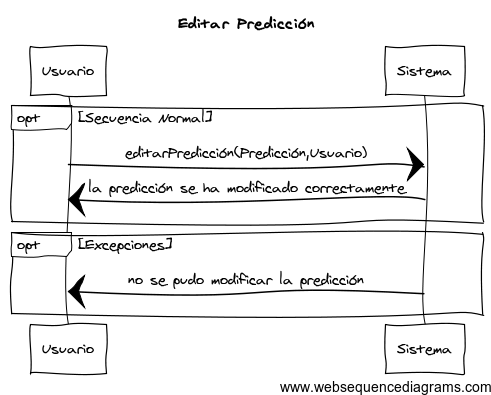 Editar Predicción
Usuario
Sistema
opt
[Secuencia Normal]
editarPredicción(Predicción,Usuario)
la predicción se ha modificado correctamente
opt
[Excepciones]
no se pudo modificar la predicción
Usuario
Sistema
www.websequencediagrams.com